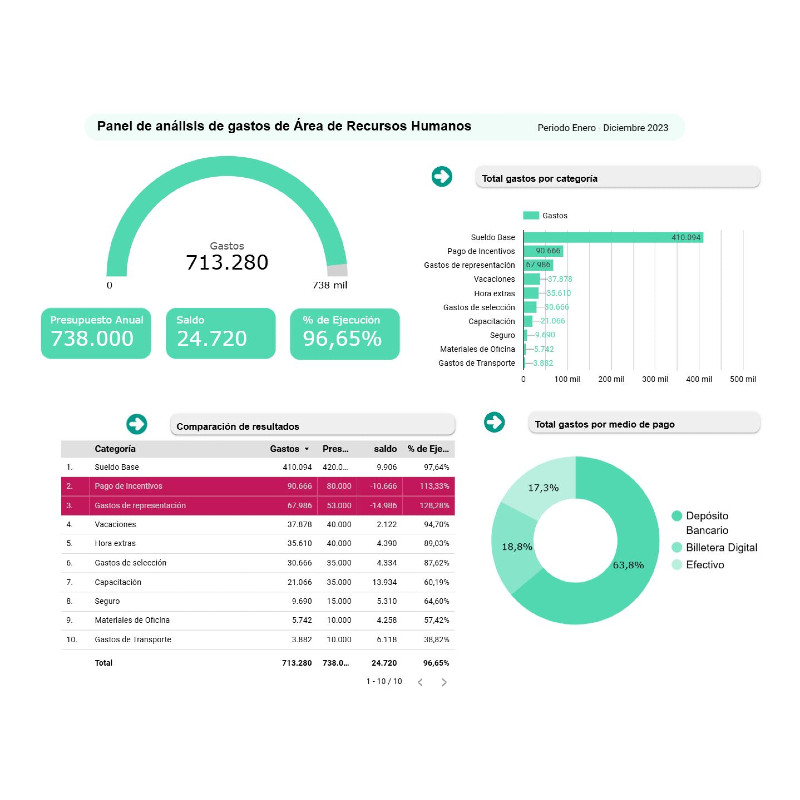 Panel de análisis de gastos de Área de Recursos Humanos
Periodo Enero - Diciembre 2023
Gastos
713.280
0
738 mil
Presupuesto Anual
738.000
Saldo
24.720
% de Ejecución
96,65%
Total gastos por categoría
Gastos
Sueldo Base 410.094
Pago de Incentivos 90.666
Gastos de representación 67.986
Vacaciones 37.878
Hora extras 35.610
Gastos de selección 30.666
Capacitación 21.066
Seguro 9.690
Materiales de Oficina 5.742
Gastos de Transporte 3.882
0 100 mil 200 mil 300 mil 400 mil 500 mil
Comparación de resultados
Categoría Gastos Pres... saldo % de Eje...
1. Sueldo Base 410.094 420.0... 9.906 97,64%
2. Pago de Incentivos 90.666 80.000 -10.666 113,33%
3. Gastos de representación 67.986 53.000 -14.986 128,28%
4. Vacaciones 37.878 40.000 2.122 94,70%
5. Hora extras 35.610 40.000 4.390 89,03%
6. Gastos de selección 30.666 35.000 4.334 87,62%
7. Capacitación 21.066 35.000 13.934 60,19%
8. Seguro 9.690 15.000 5.310 64,60%
9. Materiales de Oficina 5.742 10.000 4.258 57,42%
10. Gastos de Transporte 3.882 10.000 6.118 38,82%
Total 713.280 738.0... 24.720 96,65%
1 - 10 / 10
Total gastos por medio de pago
17,3%
18,8%
63,8%
Depósito
Bancario
Billetera Digital
Efectivo